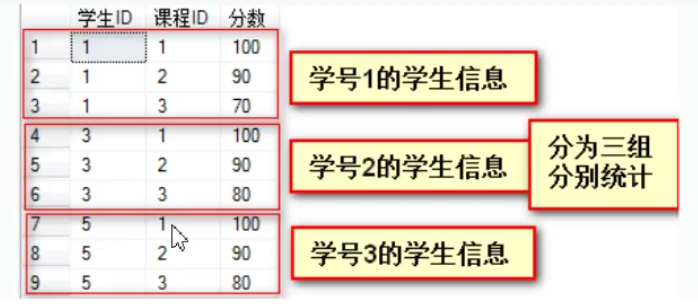 学生ID 课程ID 分数
1 1 1 100
2 1 2 90
3 1 3 70
学号1的学生信息
4 3 1 100
5 3 2 90
6 3 3 80
学号2的学生信息
分为三组
分别统计
7 5 1 100
8 5 2 90
9 5 3 80
学号3的学生信息